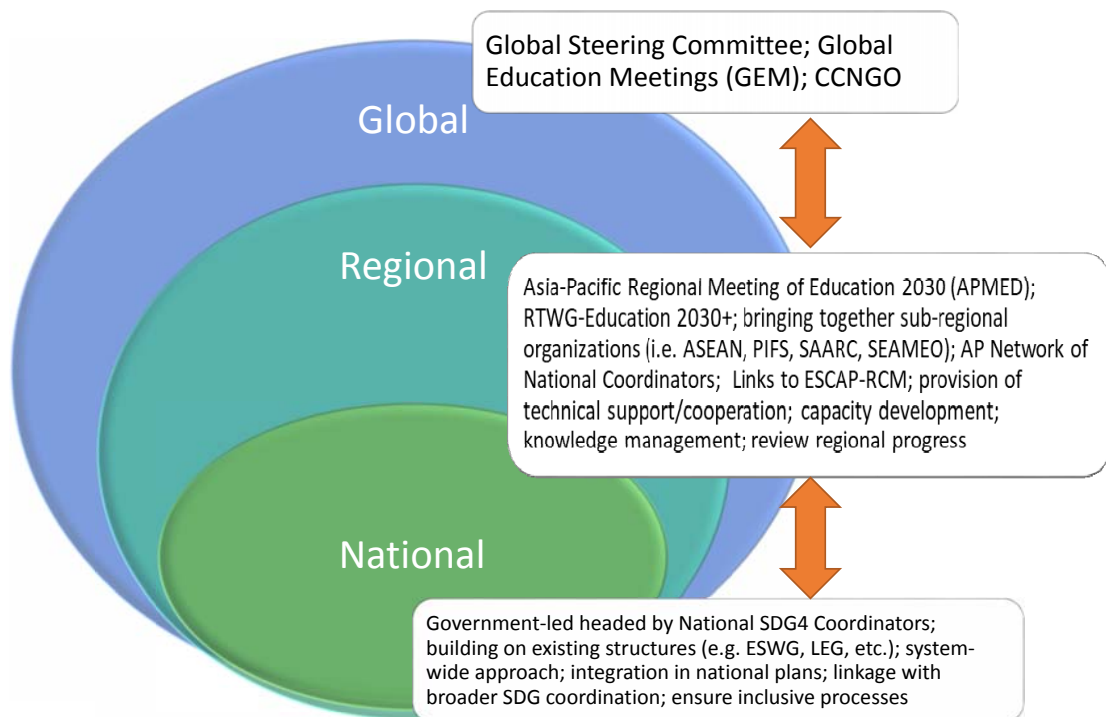 Global Steering Committee; Global
Education Meetings (GEM); CCNGO
Global
Regional
Asia-Pacific Regional Meeting of Education 2030 (APMED);
RTWG-Education 2030+; bringing together sub-regional
organizations (i.e. ASEAN, PIFS, SAARC, SEAMEO); AP Network of
National Coordinators; Links to ESCAP-RCM; provision of
technical support/cooperation; capacity development;
knowledge management; review regional progress
National
Government-led headed by National SDG4 Coordinators;
building on existing structures (e.g. ESWG, LEG, etc.); system-
wide approach; integration in national plans; linkage with
broader SDG coordination; ensure inclusive processes